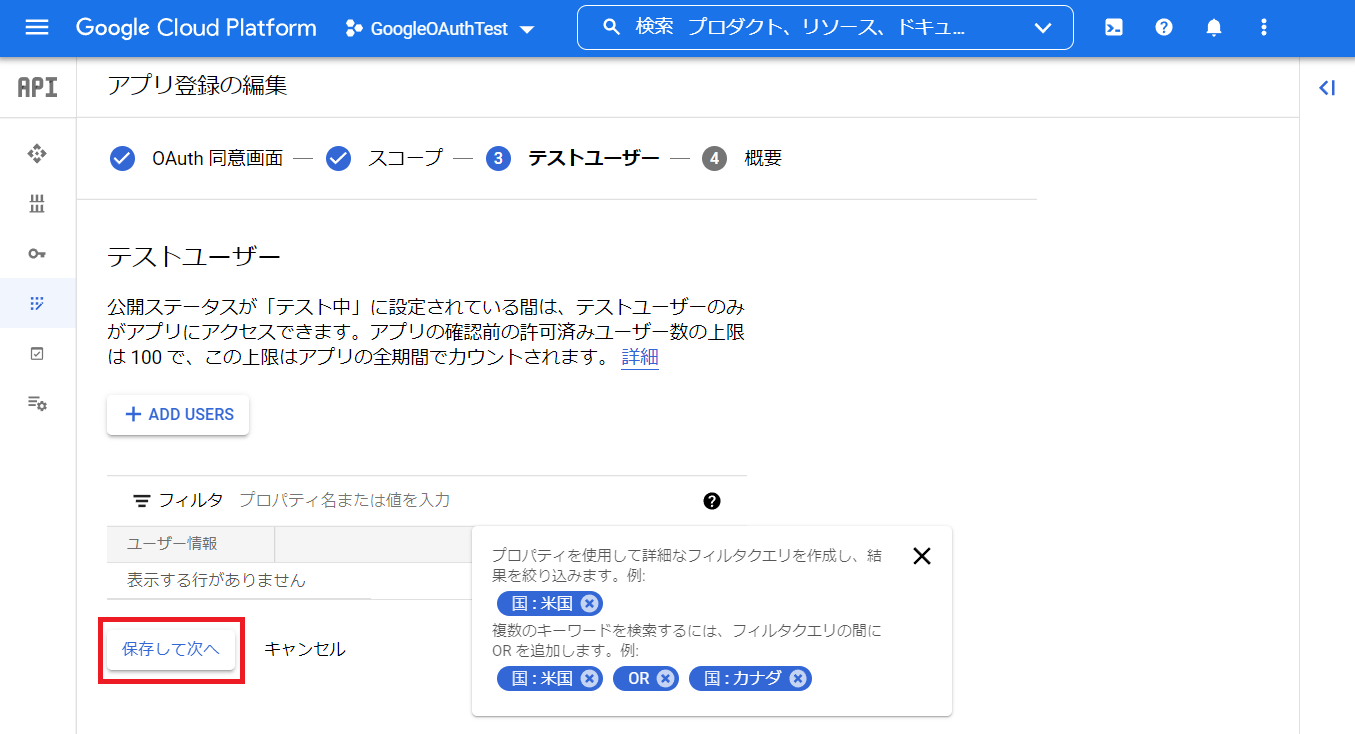 Google Cloud Platform GoogleOAuthTest 検索 プロダクト、リソース、ドキュ...
API アプリ登録の編集
OAuth 同意画面 — スコープ — 3 テストユーザー — 4 概要
テストユーザー
公開ステータスが「テスト中」に設定されている間は、テストユーザーのみ
がアプリにアクセスできます。アプリの確認前の許可済みユーザー数の上限
は 100 で、この上限はアプリの全期間でカウントされます。 詳細
+ ADD USERS
フィルタ プロパティ名または値を入力
ユーザー情報
表示する行がありません
プロパティを使用して詳細なフィルタクエリを作成し、結
果を絞り込みます。例:
国 : 米国
複数のキーワードを検索するには、フィルタクエリの間に
OR を追加します。例:
国 : 米国 OR 国 : カナダ
保存して次へ キャンセル